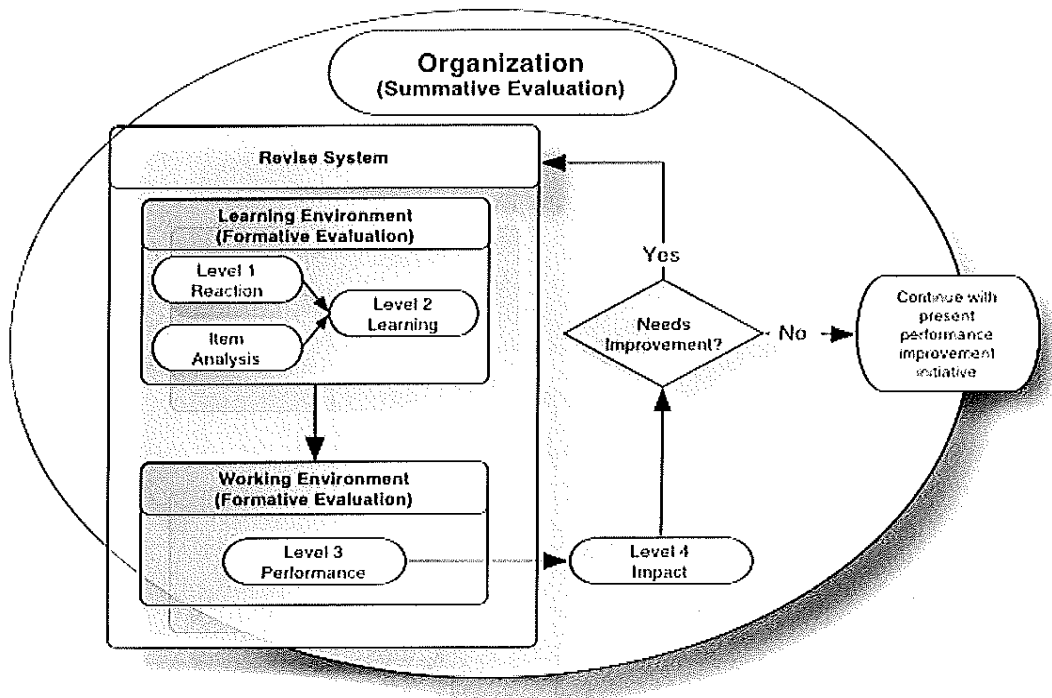 Organization
(Summative Evaluation)
Revise System
Learning Environment
(Formative Evaluation)
Level 1
Reaction
Level 2
Learning
Item
Analysis
Working Environment
(Formative Evaluation)
Level 3
Performance
Level 4
Impact
Yes
Needs
Improvement?
No
Continue with
present
performance
improvement
initiative